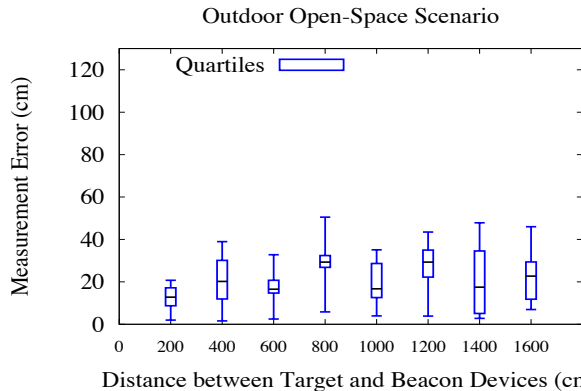 Outdoor Open-Space Scenario
Measurement Error (cm)
120
100
80
60
40
20
0
Quartiles
0 200 400 600 800 1000 1200 1400 1600
Distance between Target and Beacon Devices (cm